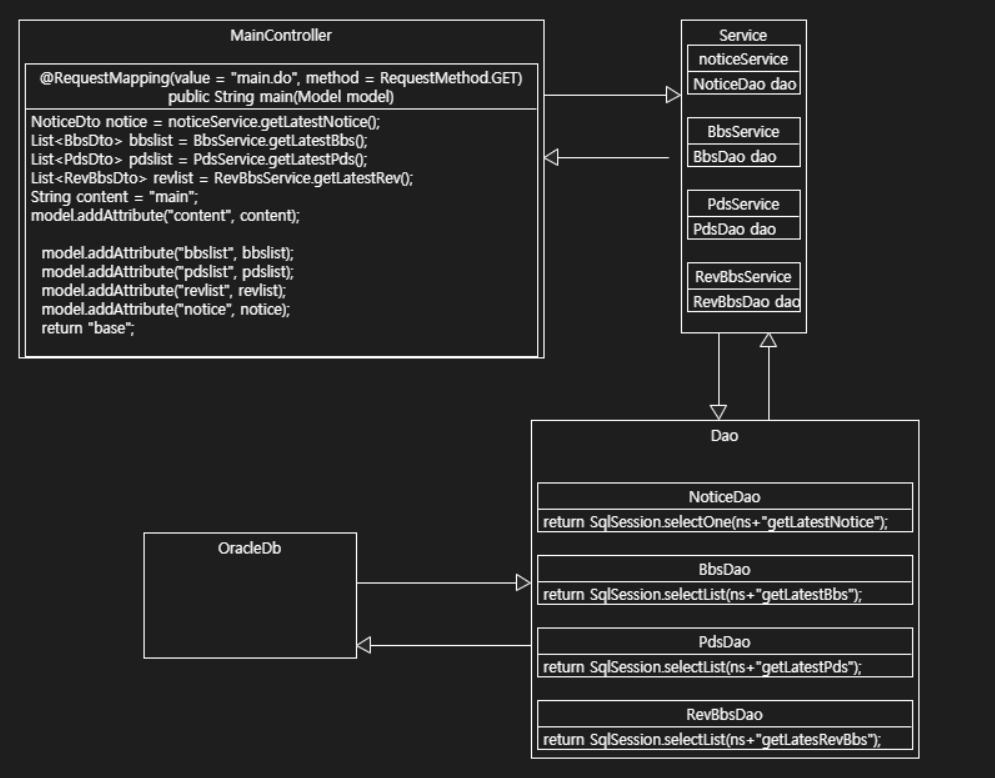 MainController
@RequestMapping(value = "main.do", method = RequestMethod.GET)
public String main(Model model)
NoticeDto notice = noticeService.getLatestNotice();
List<BbsDto> bbslist = BbsService.getLatestBbs();
List<PdsDto> pdslist = PdsService.getLatestPds();
List<RevBbsDto> revlist = RevBbsService.getLatestRev();
String content = "main";
model.addAttribute("content", content);
model.addAttribute("bbslist", bbslist);
model.addAttribute("pdslist", pdslist);
model.addAttribute("revlist", revlist);
model.addAttribute("notice", notice);
return "base";
Service
noticeService
NoticeDao dao
BbsService
BbsDao dao
PdsService
PdsDao dao
RevBbsService
RevBbsDao dao
Dao
NoticeDao
return SqlSession.selectOne(ns+"getLatestNotice");
BbsDao
return SqlSession.selectList(ns+"getLatestBbs");
PdsDao
return SqlSession.selectList(ns+"getLatestPds");
RevBbsDao
return SqlSession.selectList(ns+"getLatesRevBbs");
OracleDb